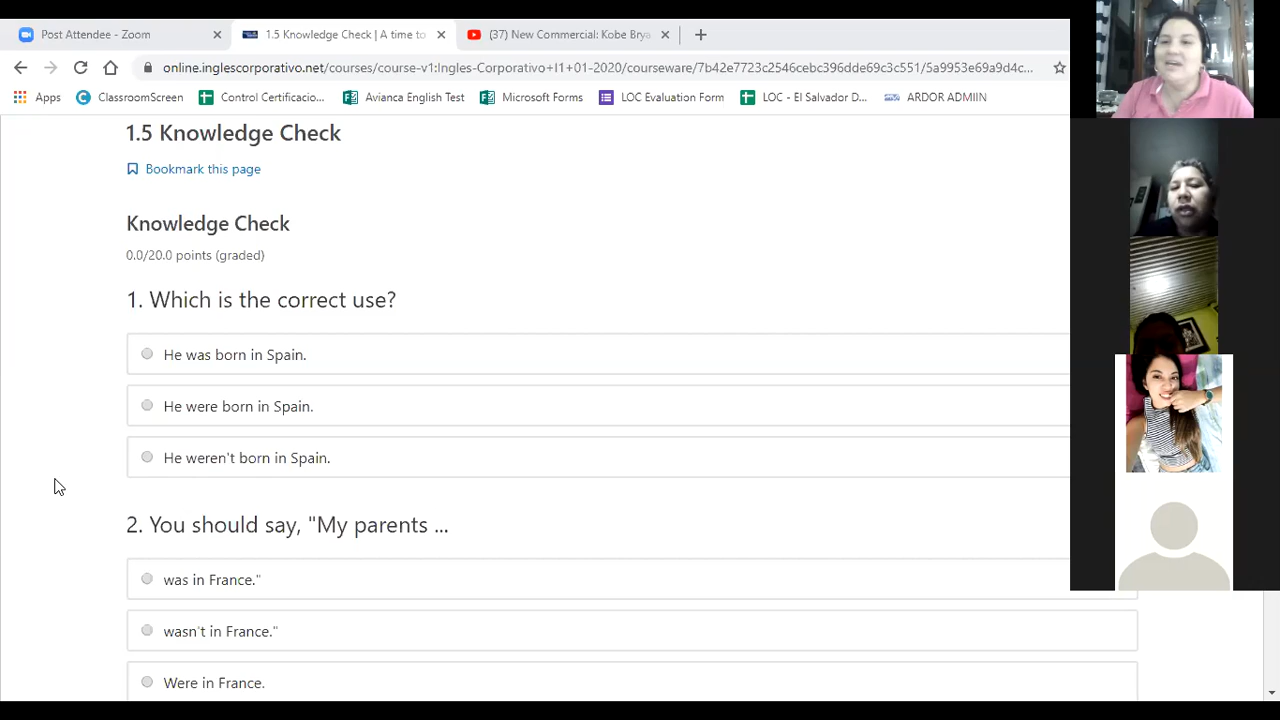 Post Attendee - Zoom
1.5 Knowledge Check | A time to
(37) New Commercial: Kobe Brya
online.inglescorporativo.net/courses/course-v1:Ingles_Corporativo+I1+01-2020/courseware/7b42e7723c2546cebc396dde69c3c551/5a9953e69a9d4c...
Apps
ClassroomScreen
Control Certificacio...
Avianca English Test
Microsoft Forms
LOC Evaluation Form
LOC - El Salvador D...
ARDOR ADMIIN
1.5 Knowledge Check
Bookmark this page
Knowledge Check
0.0/20.0 points (graded)
1. Which is the correct use?
He was born in Spain.
He were born in Spain.
He weren't born in Spain.
2. You should say, "My parents ...
was in France."
wasn't in France."
Were in France.